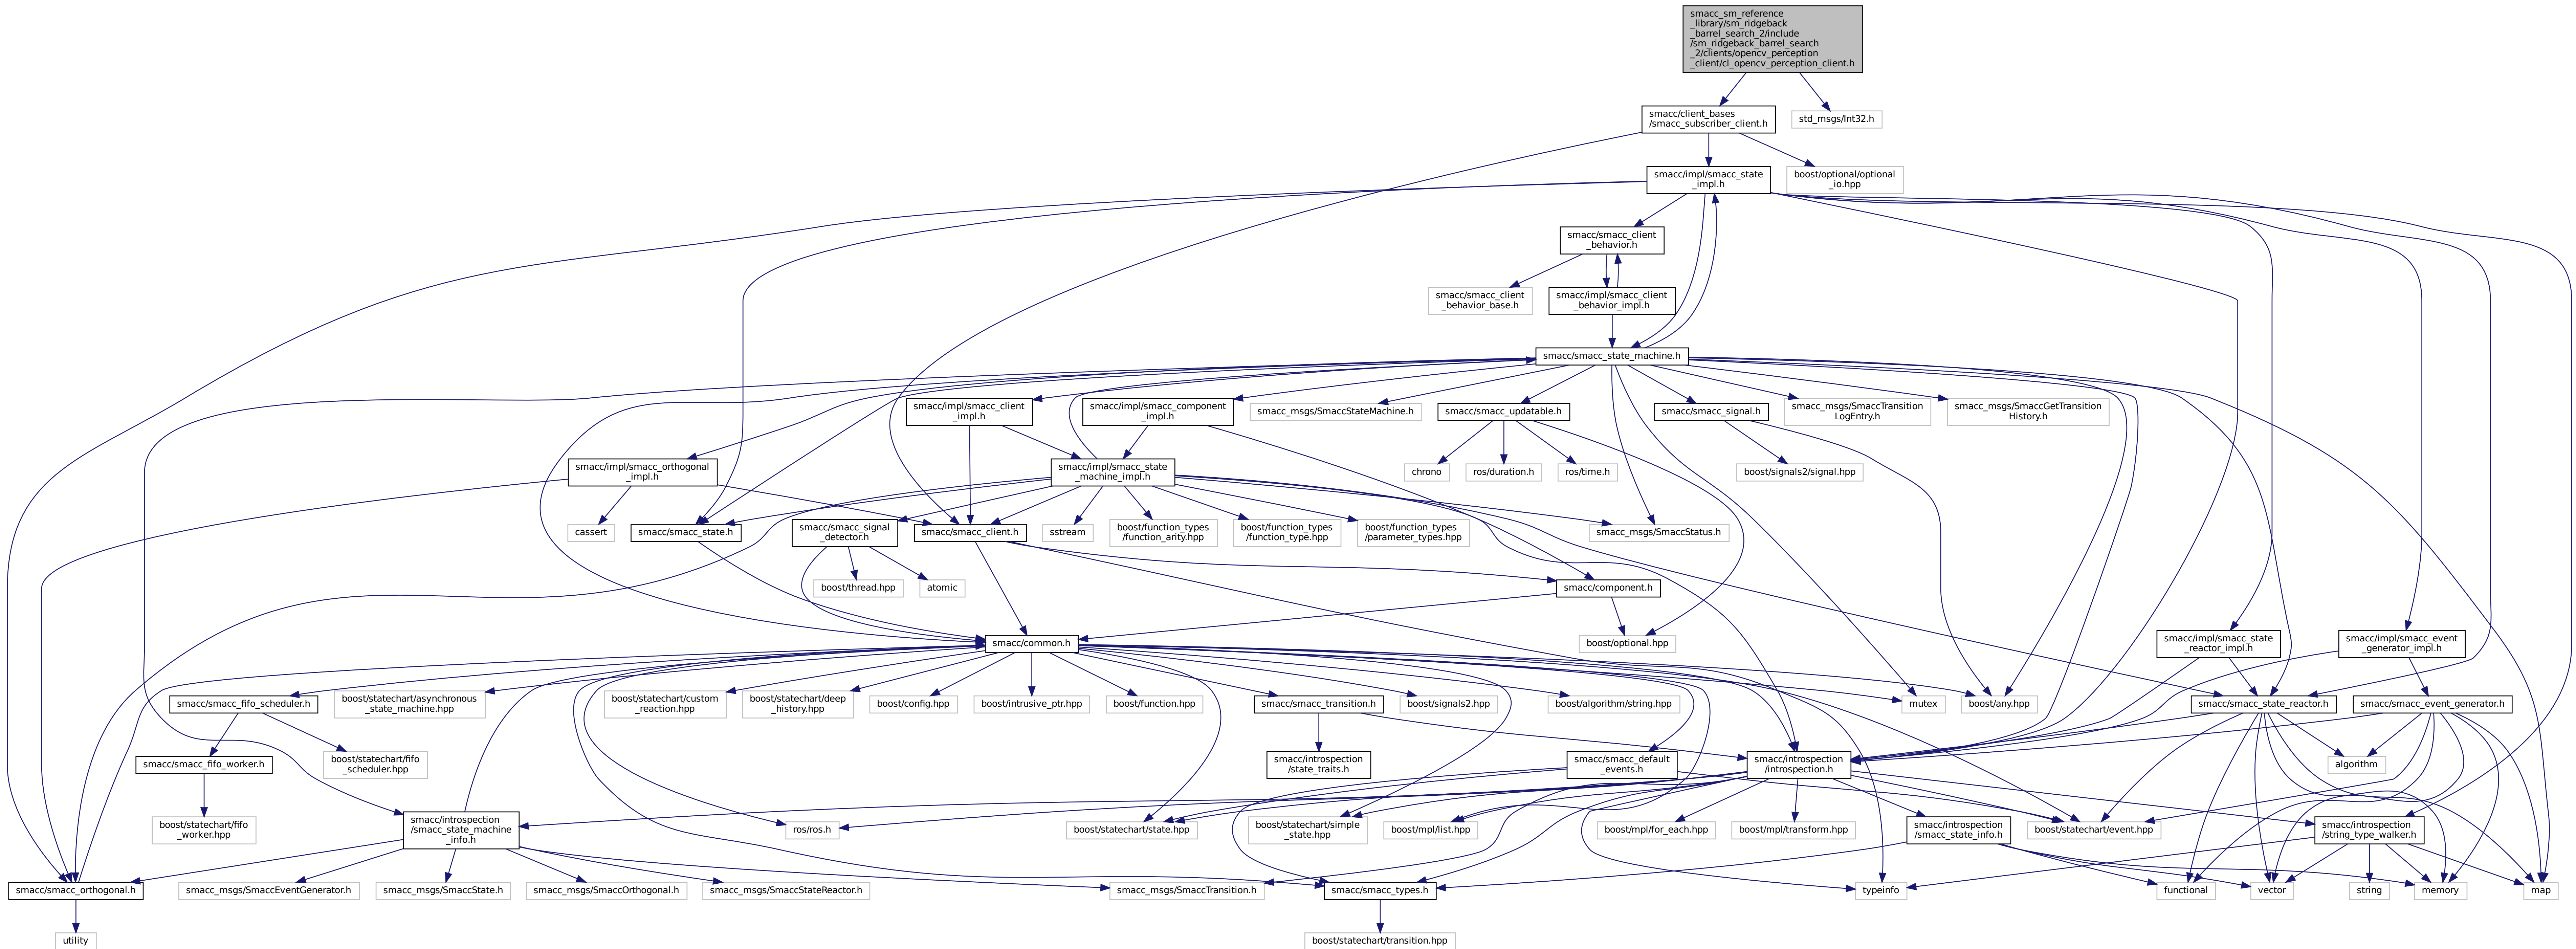 smacc_sm_reference
_library/sm_ridgeback
_barrel_search_2/include
/sm_ridgeback_barrel_search
_2/clients/opencv_perception
_client/cl_opencv_perception_client.h
smacc/client_bases
/smacc_subscriber_client.h
std_msgs/Int32.h
smacc/impl/smacc_state
_impl.h
boost/optional/optional
_io.hpp
smacc/smacc_client
_behavior.h
smacc/smacc_client
_behavior_base.h
smacc/impl/smacc_client
_behavior_impl.h
smacc/smacc_state_machine.h
smacc/impl/smacc_client
_impl.h
smacc/impl/smacc_component
_impl.h
smacc_msgs/SmaccStateMachine.h
smacc/smacc_updatable.h
smacc/smacc_signal.h
smacc_msgs/SmaccTransition
LogEntry.h
smacc_msgs/SmaccGetTransition
History.h
smacc/impl/smacc_orthogonal
_impl.h
smacc/impl/smacc_state
_machine_impl.h
chrono
ros/duration.h
ros/time.h
boost/signals2/signal.hpp
cassert
smacc/smacc_state.h
smacc/smacc_signal
_detector.h
smacc/smacc_client.h
sstream
boost/function_types
/function_arity.hpp
boost/function_types
/function_type.hpp
boost/function_types
/parameter_types.hpp
smacc_msgs/SmaccStatus.h
boost/thread.hpp
atomic
smacc/component.h
smacc/common.h
boost/optional.hpp
smacc/impl/smacc_state
_reactor_impl.h
smacc/impl/smacc_event
_generator_impl.h
smacc/smacc_fifo_scheduler.h
boost/statechart/asynchronous
_state_machine.hpp
boost/statechart/custom
_reaction.hpp
boost/statechart/deep
_history.hpp
boost/config.hpp
boost/intrusive_ptr.hpp
boost/function.hpp
smacc/smacc_transition.h
boost/signals2.hpp
boost/algorithm/string.hpp
mutex
boost/any.hpp
smacc/smacc_state_reactor.h
smacc/smacc_event_generator.h
smacc/smacc_fifo_worker.h
boost/statechart/fifo
_scheduler.hpp
smacc/introspection
/state_traits.h
smacc/smacc_default
_events.h
smacc/introspection
/introspection.h
algorithm
boost/statechart/fifo
_worker.hpp
smacc/introspection
/smacc_state_machine
_info.h
ros/ros.h
boost/statechart/state.hpp
boost/statechart/simple
_state.hpp
boost/mpl/list.hpp
boost/mpl/for_each.hpp
boost/mpl/transform.hpp
smacc/introspection
/smacc_state_info.h
boost/statechart/event.hpp
smacc/introspection
/string_type_walker.h
smacc/smacc_orthogonal.h
smacc_msgs/SmaccEventGenerator.h
smacc_msgs/SmaccState.h
smacc_msgs/SmaccOrthogonal.h
smacc_msgs/SmaccStateReactor.h
smacc_msgs/SmaccTransition.h
smacc/smacc_types.h
typeinfo
functional
vector
string
memory
map
utility
boost/statechart/transition.hpp